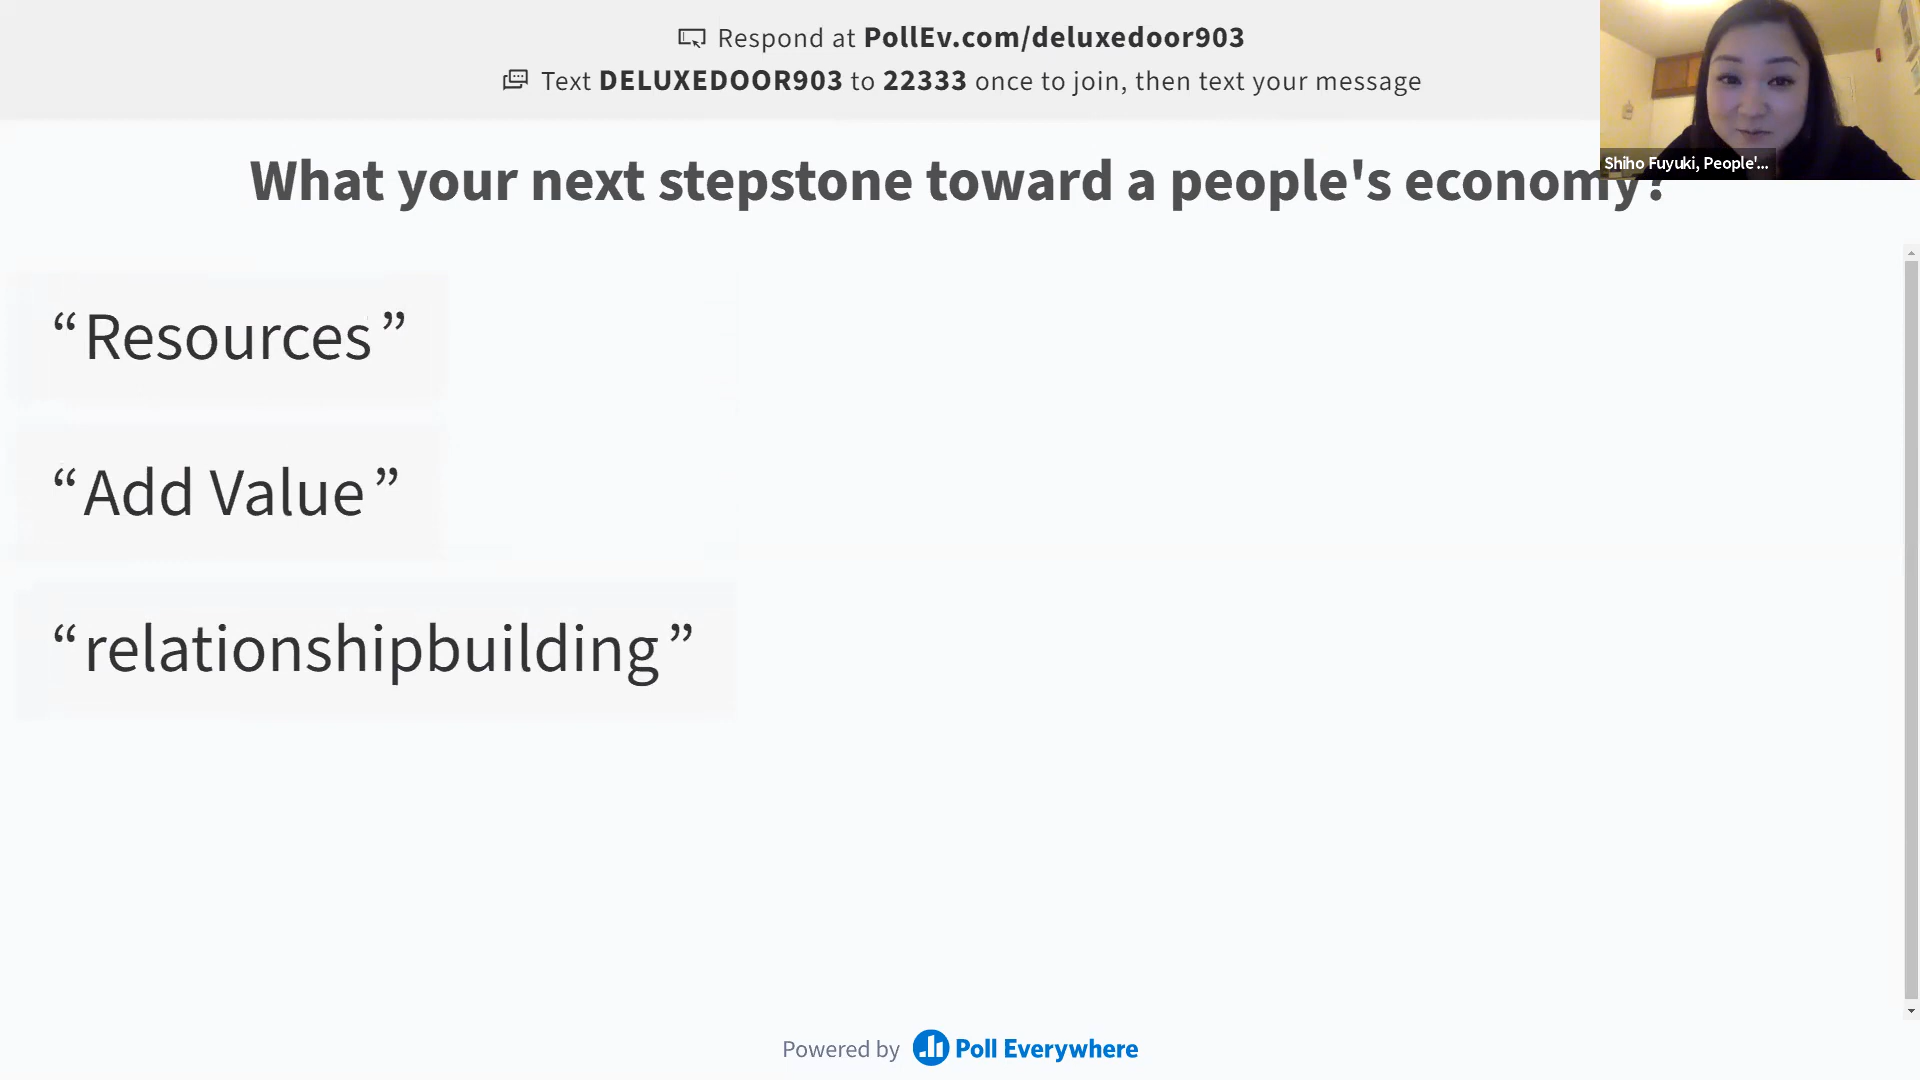 Respond at PollEv.com/deluxedoor903
Text DELUXEDOOR903 to 22333 once to join, then text your message
Shiho Fuyuki, People'...
What your next stepstone toward a people's economy?
“Resources”
“Add Value”
“relationshipbuilding”
Powered by Poll Everywhere